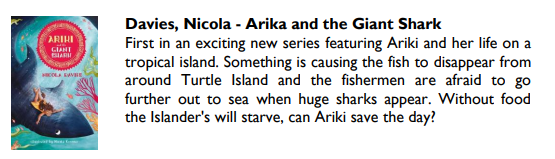 Davies, Nicola - Arika and the Giant Shark
First in an exciting new series featuring Ariki and her life on a
tropical island. Something is causing the fish to disappear from
around Turtle Island and the fishermen are afraid to go
further out to sea when huge sharks appear. Without food
the Islander's will starve, can Ariki save the day?
ARIKI
and the
GIANT
SHARK
NICOLA DAVIES